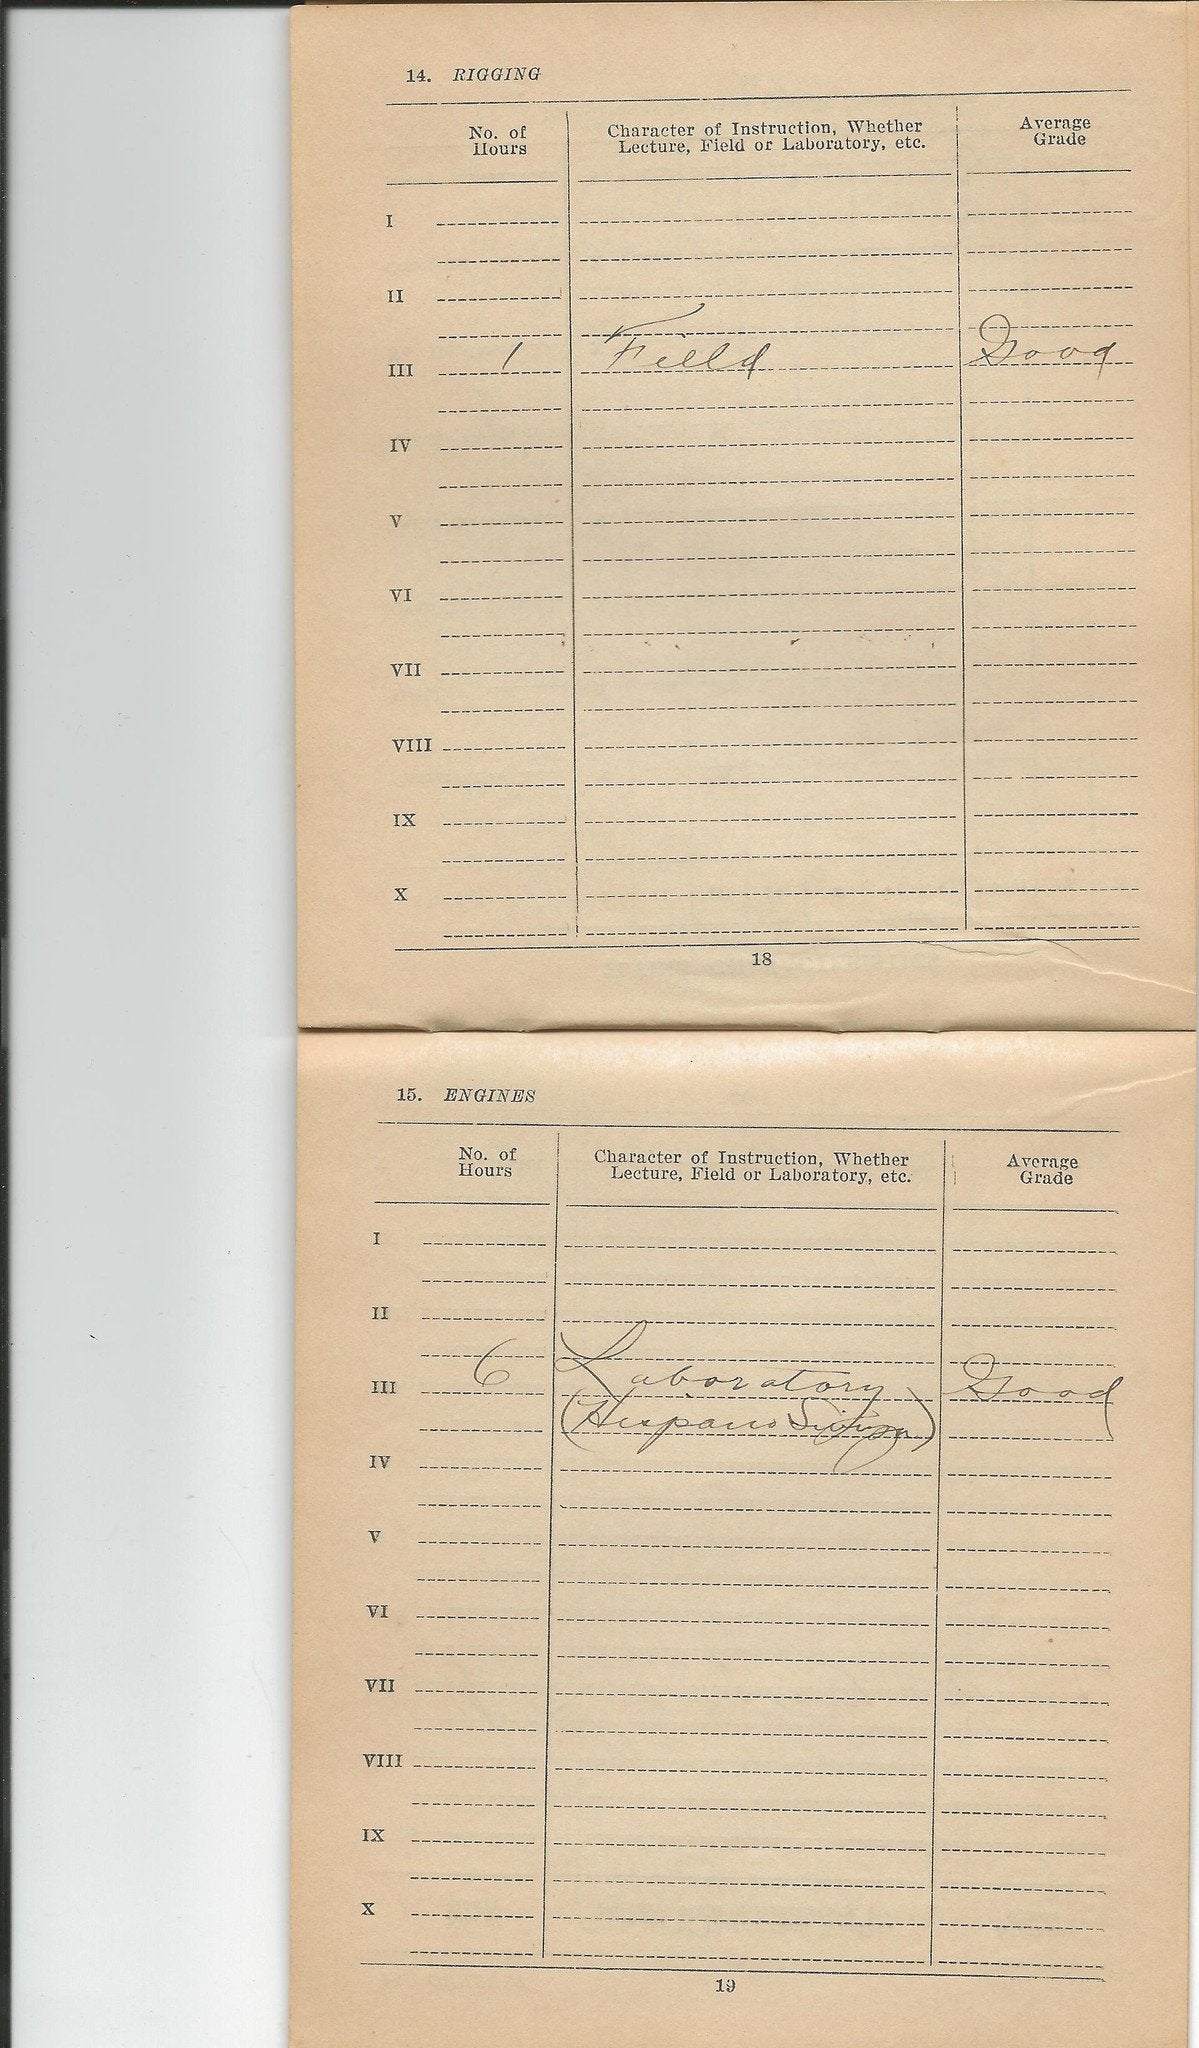 14. RIGGING
No. of Hours Character of Instruction, Whether Lecture, Field or Laboratory, etc. Average Grade
I
II
III 1 Field Good
IV
V
VI
VII
VIII
IX
X
18
15. ENGINES
No. of Hours Character of Instruction, Whether Lecture, Field or Laboratory, etc. Average Grade
I
II
III 6 Laboratory Good
(Hispano
IV
V
VI
VII
VIII
IX
X
19